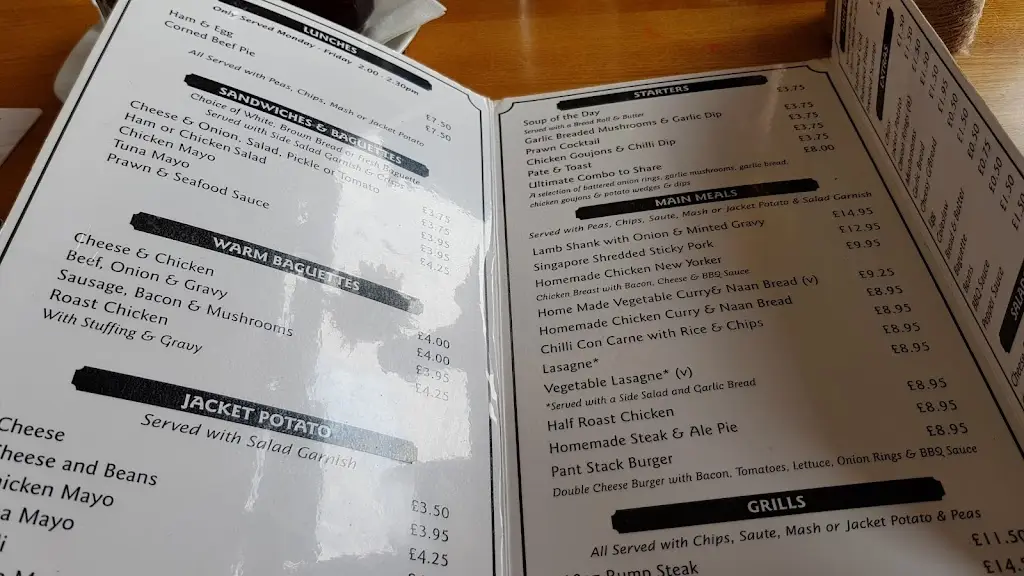 LUNCHES
Only Served Monday - Friday 2:00 - 2:30pm
Ham & Egg £7.50
Corned Beef Pie £7.50
All Served with Peas, Chips, Mash or Jacket Potato
SANDWICHES & BAGUETTES
Choice of White, Brown Bread or Fresh Baguette
Served with Side Salad Garnish &
Cheese & Onion, Salad, Pickle or Tomato £3.75
Ham or Chicken Salad £3.75
Chicken Mayo £3.95
Tuna Mayo £3.95
Prawn & Seafood Sauce £4.25
WARM BAGUETTES
Cheese & Chicken £4.00
Beef, Onion & Gravy £4.00
Sausage, Bacon & Mushrooms £3.95
Roast Chicken £4.25
With Stuffing & Gravy
JACKET POTATO
Served with Salad Garnish
Cheese £3.50
heese and Beans £3.95
icken Mayo £4.25
a Mayo
STARTERS
Soup of the Day £3.75
Served with a Bread Roll & Butter
Garlic Breaded Mushrooms & Garlic Dip £3.75
Prawn Cocktail £3.75
Chicken Goujons & Chilli Dip £3.75
Pate & Toast £3.75
Ultimate Combo to Share £8.00
A selection of battered onion rings, garlic mushrooms, garlic bread,
chicken goujons & potato wedges & dips
MAIN MEALS
Served with Peas, Chips, Saute, Mash or Jacket Potato & Salad Garnish
Lamb Shank with Onion & Minted Gravy £14.95
Singapore Shredded Sticky Pork £12.95
Homemade Chicken New Yorker £9.95
Chicken Breast with Bacon, Cheese & BBQ Sauce
Home Made Vegetable Curry& Naan Bread (v) £9.25
Homemade Chicken Curry & Naan Bread £8.95
Chilli Con Carne with Rice & Chips £8.95
Lasagne* £8.95
Vegetable Lasagne* (v) £8.95
*Served with a Side Salad and Garlic Bread
Half Roast Chicken £8.95
Homemade Steak & Ale Pie £8.95
Pant Stack Burger £8.95
Double Cheese Burger with Bacon, Tomatoes, Lettuce, Onion Rings & BBQ Sauce
GRILLS
All Served with Chips, Saute, Mash or Jacket Potato & Peas
Rump Steak £11.50
£14.
Baguette
Beans
BBQ Sauce
Pepper Sauce